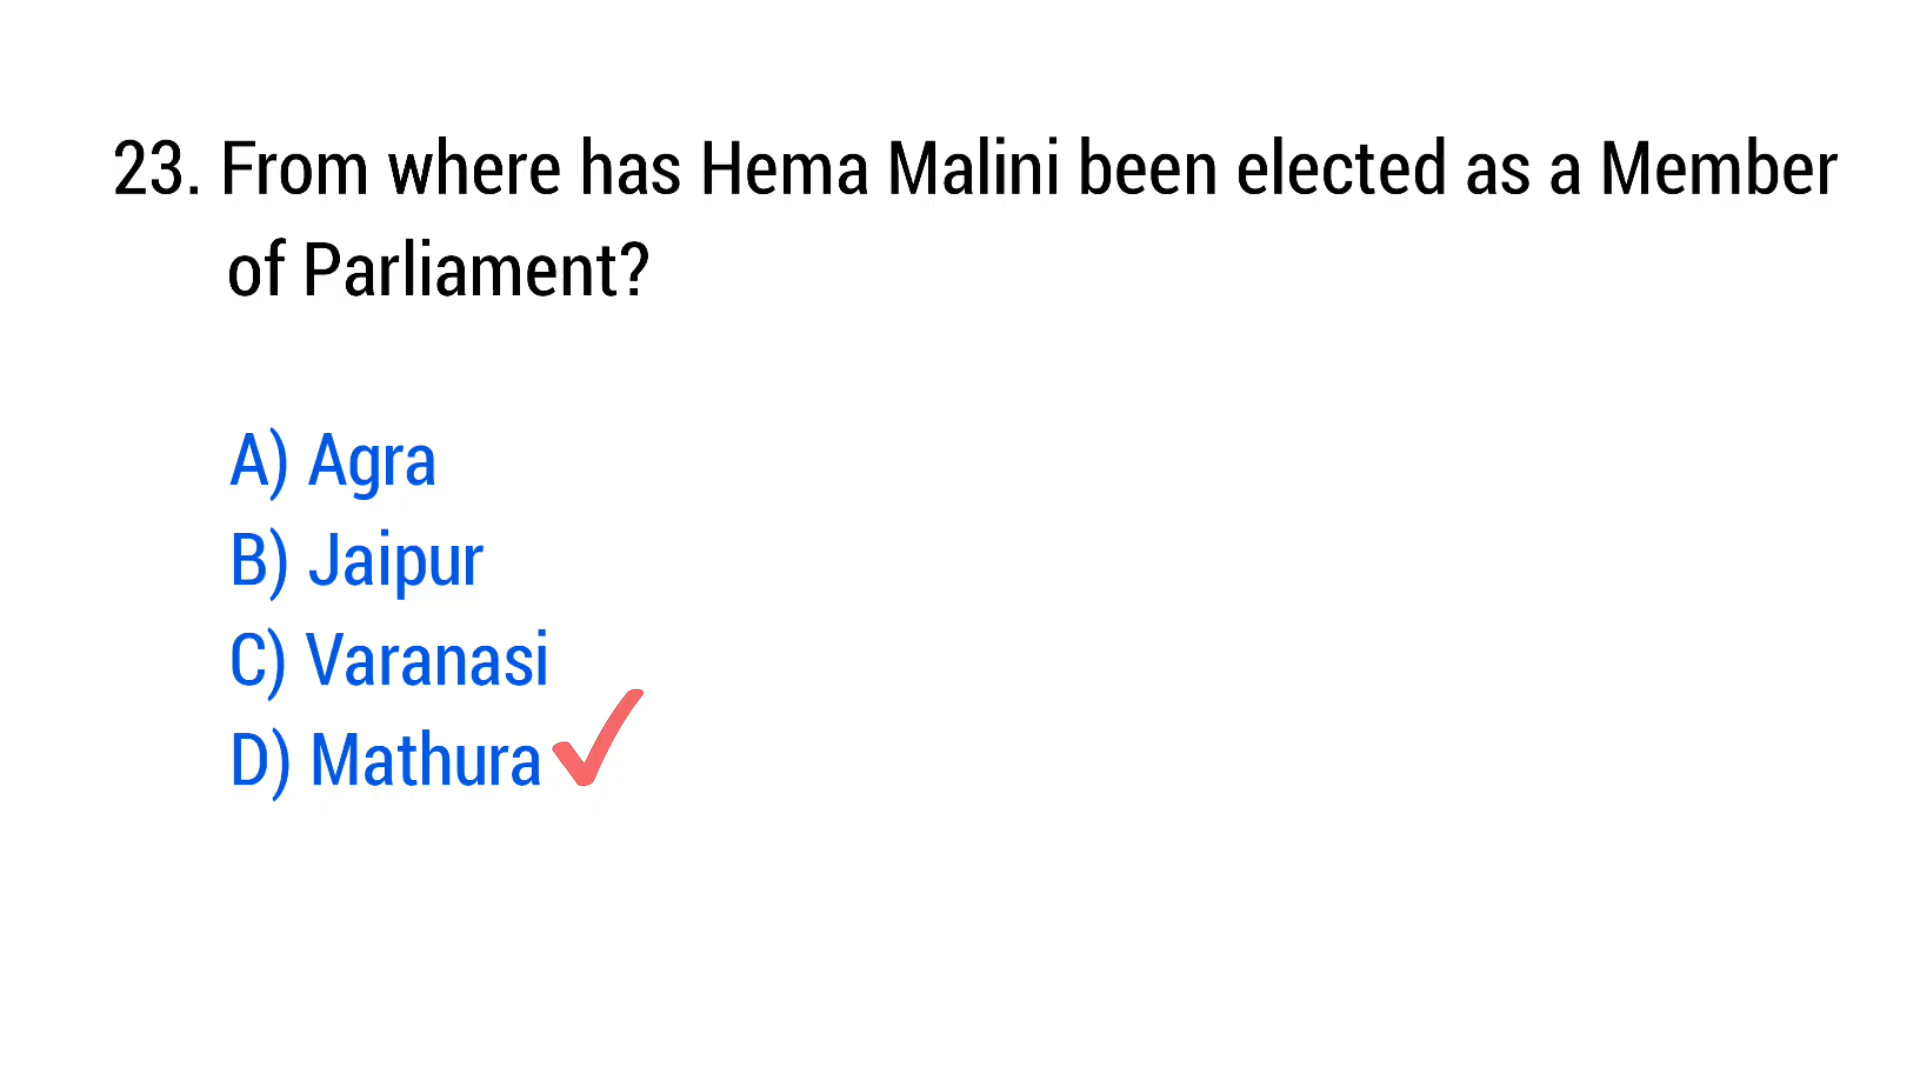 23. From where has Hema Malini been elected as a Member
of Parliament?
A) Agra
B) Jaipur
C) Varanasi
D) Mathura